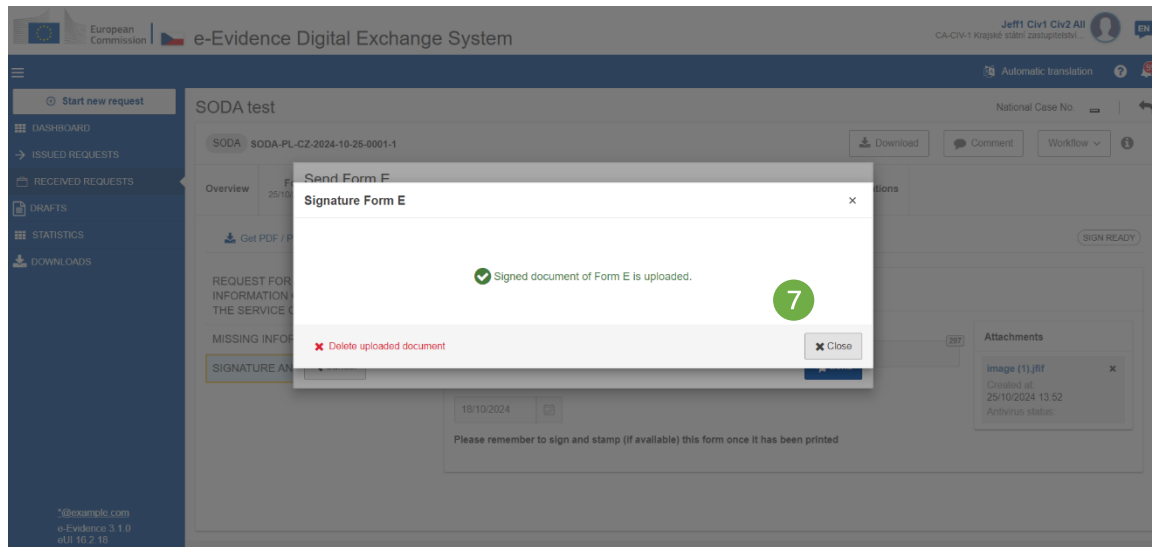 European
Commission
e-Evidence Digital Exchange System
Jeff1 Civ1 Civ2 All
CA-CIV-1 Krajské státní zastupitelství...
EN
Automatic translation
Start new request
DASHBOARD
ISSUED REQUESTS
RECEIVED REQUESTS
DRAFTS
STATISTICS
DOWNLOADS
SODA test
National Case No.
SODA SODA-PL-CZ-2024-10-25-0001-1
Download
Comment
Workflow
Overview
Send Form E
Signature Form E
×
Get PDF /
SIGN READY
Signed document of Form E is uploaded.
7
REQUEST FOR
INFORMATION
THE SERVICE
MISSING INFOR
SIGNATURE AN
Delete uploaded document
Close
297
Attachments
image (1).jfif
Created at:
25/10/2024 13:52
Antivirus status:
18/10/2024
Please remember to sign and stamp (if available) this form once it has been printed
*@example.com
e-Evidence 3.1.0
eUI 16.2.18